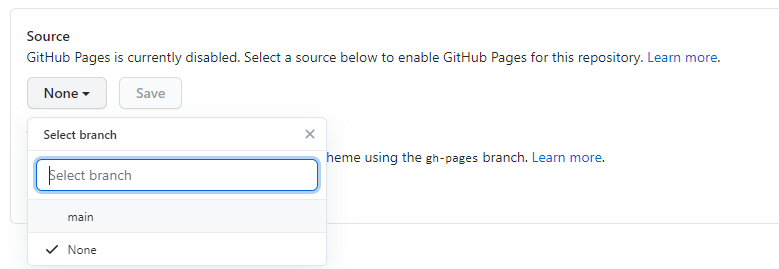 Source
GitHub Pages is currently disabled. Select a source below to enable GitHub Pages for this repository. Learn more.
None Save
Select branch
heme using the gh-pages branch. Learn more.
Select branch
main
None